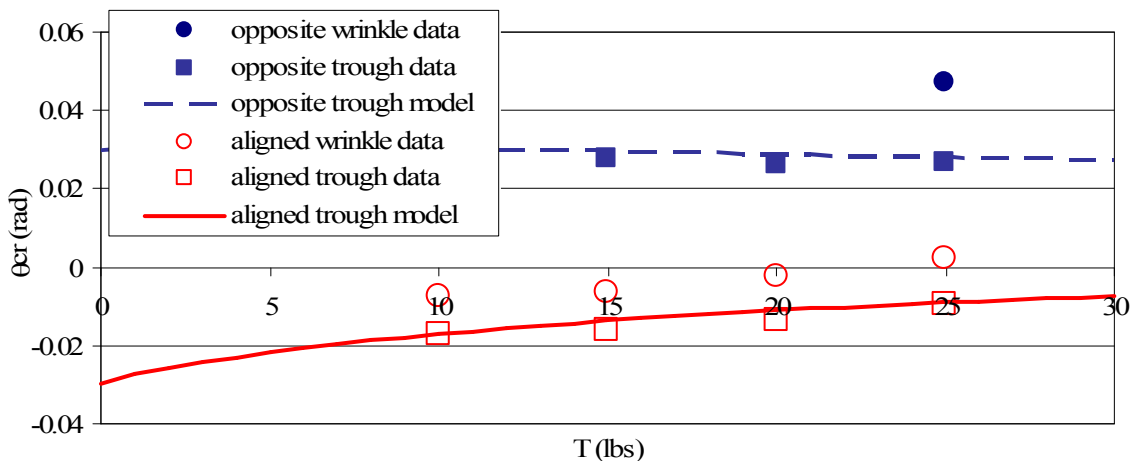 0.06
opposite wrinkle data
opposite trough data
0.04
opposite trough model
aligned wrinkle data
0.02
aligned trough data
aligned trough model
θcr (rad)
0
0 5 10 15 20 25 30
-0.02
-0.04
T (lbs)